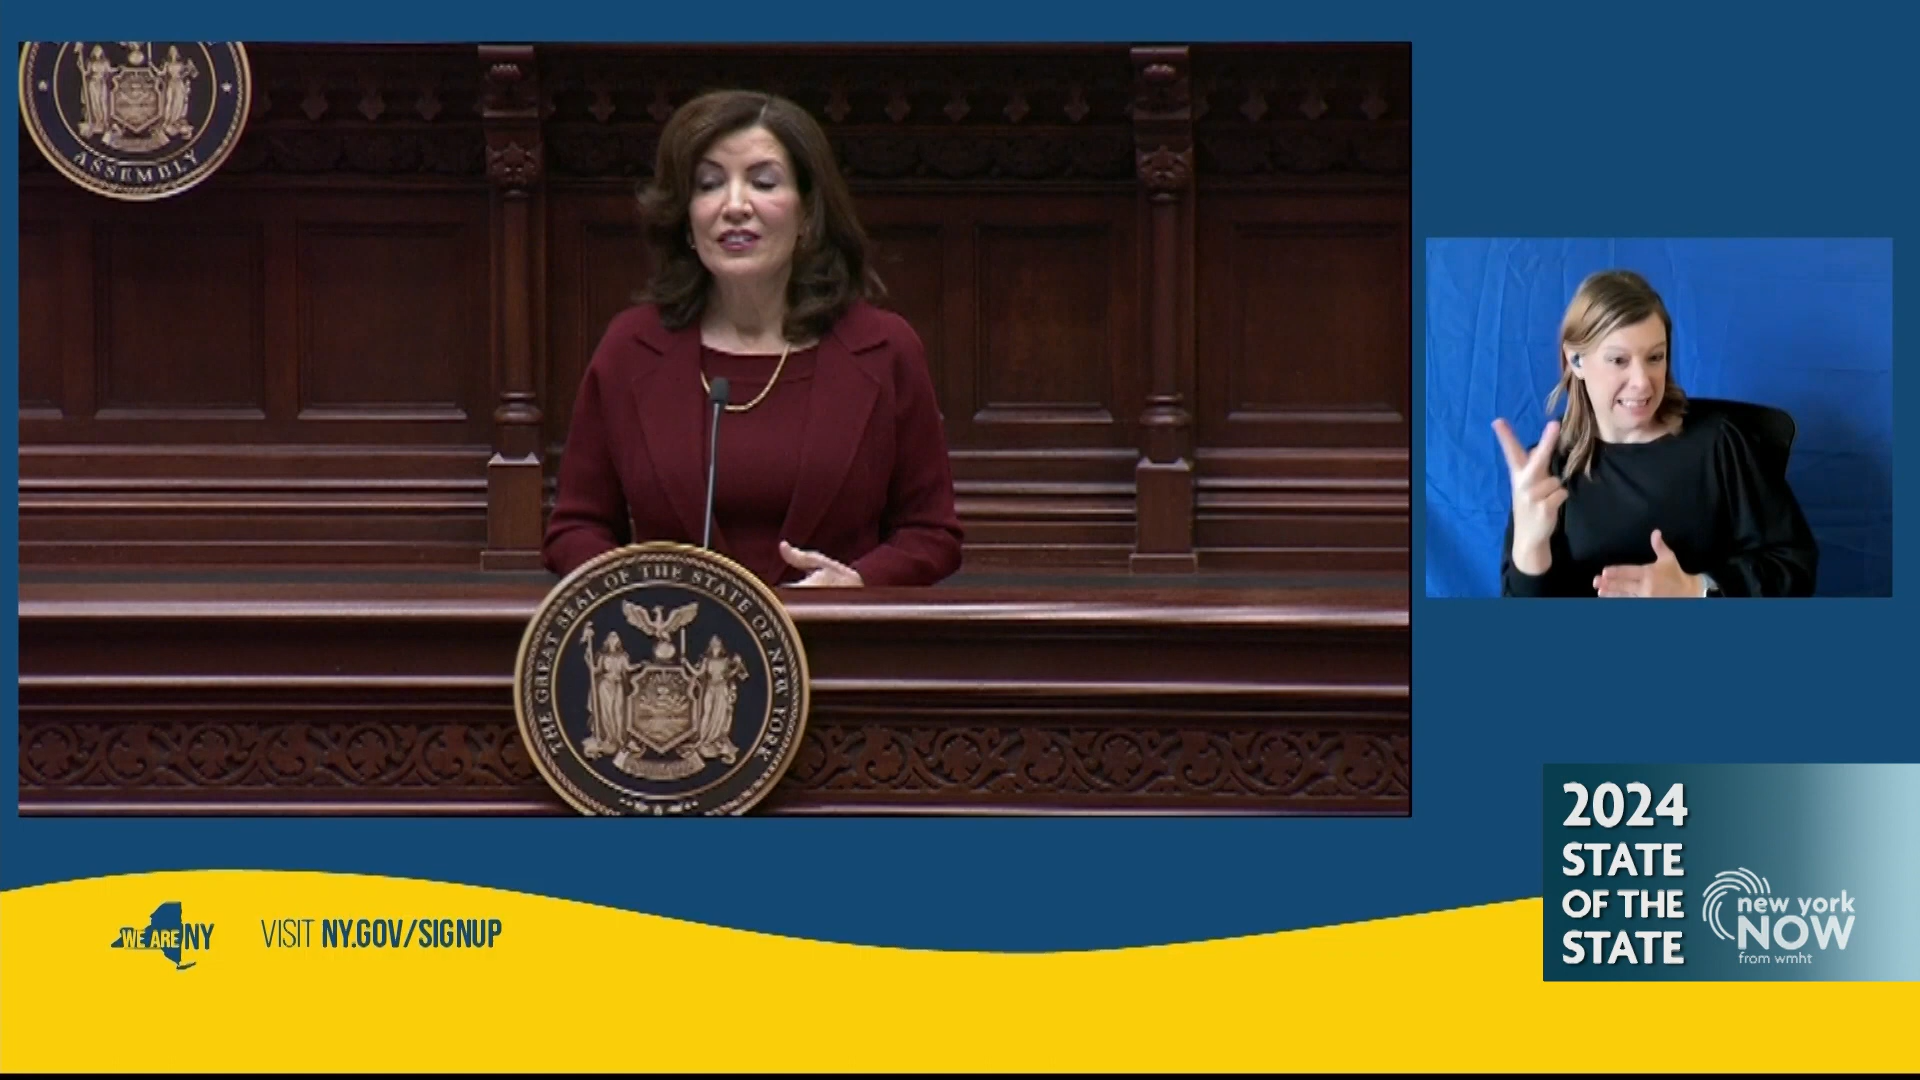 ASSEMBLY
THE GREAT SEAL OF THE STATE OF NEW YORK
WE ARE NY
VISIT NY.GOV/SIGNUP
2024
STATE
OF THE
STATE
new york
NOW
from wmht